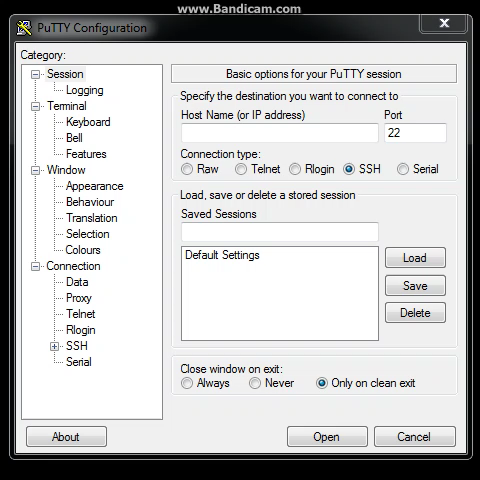 www.Bandicam.com
PuTTY Configuration
Category:
Session
Logging
Terminal
Keyboard
Bell
Features
Window
Appearance
Behaviour
Translation
Selection
Colours
Connection
Data
Proxy
Telnet
Rlogin
SSH
Serial
Basic options for your PuTTY session
Specify the destination you want to connect to
Host Name (or IP address) Port
22
Connection type:
Raw Telnet Rlogin SSH Serial
Load, save or delete a stored session
Saved Sessions
Default Settings
Load
Save
Delete
Close window on exit:
Always Never Only on clean exit
About Open Cancel